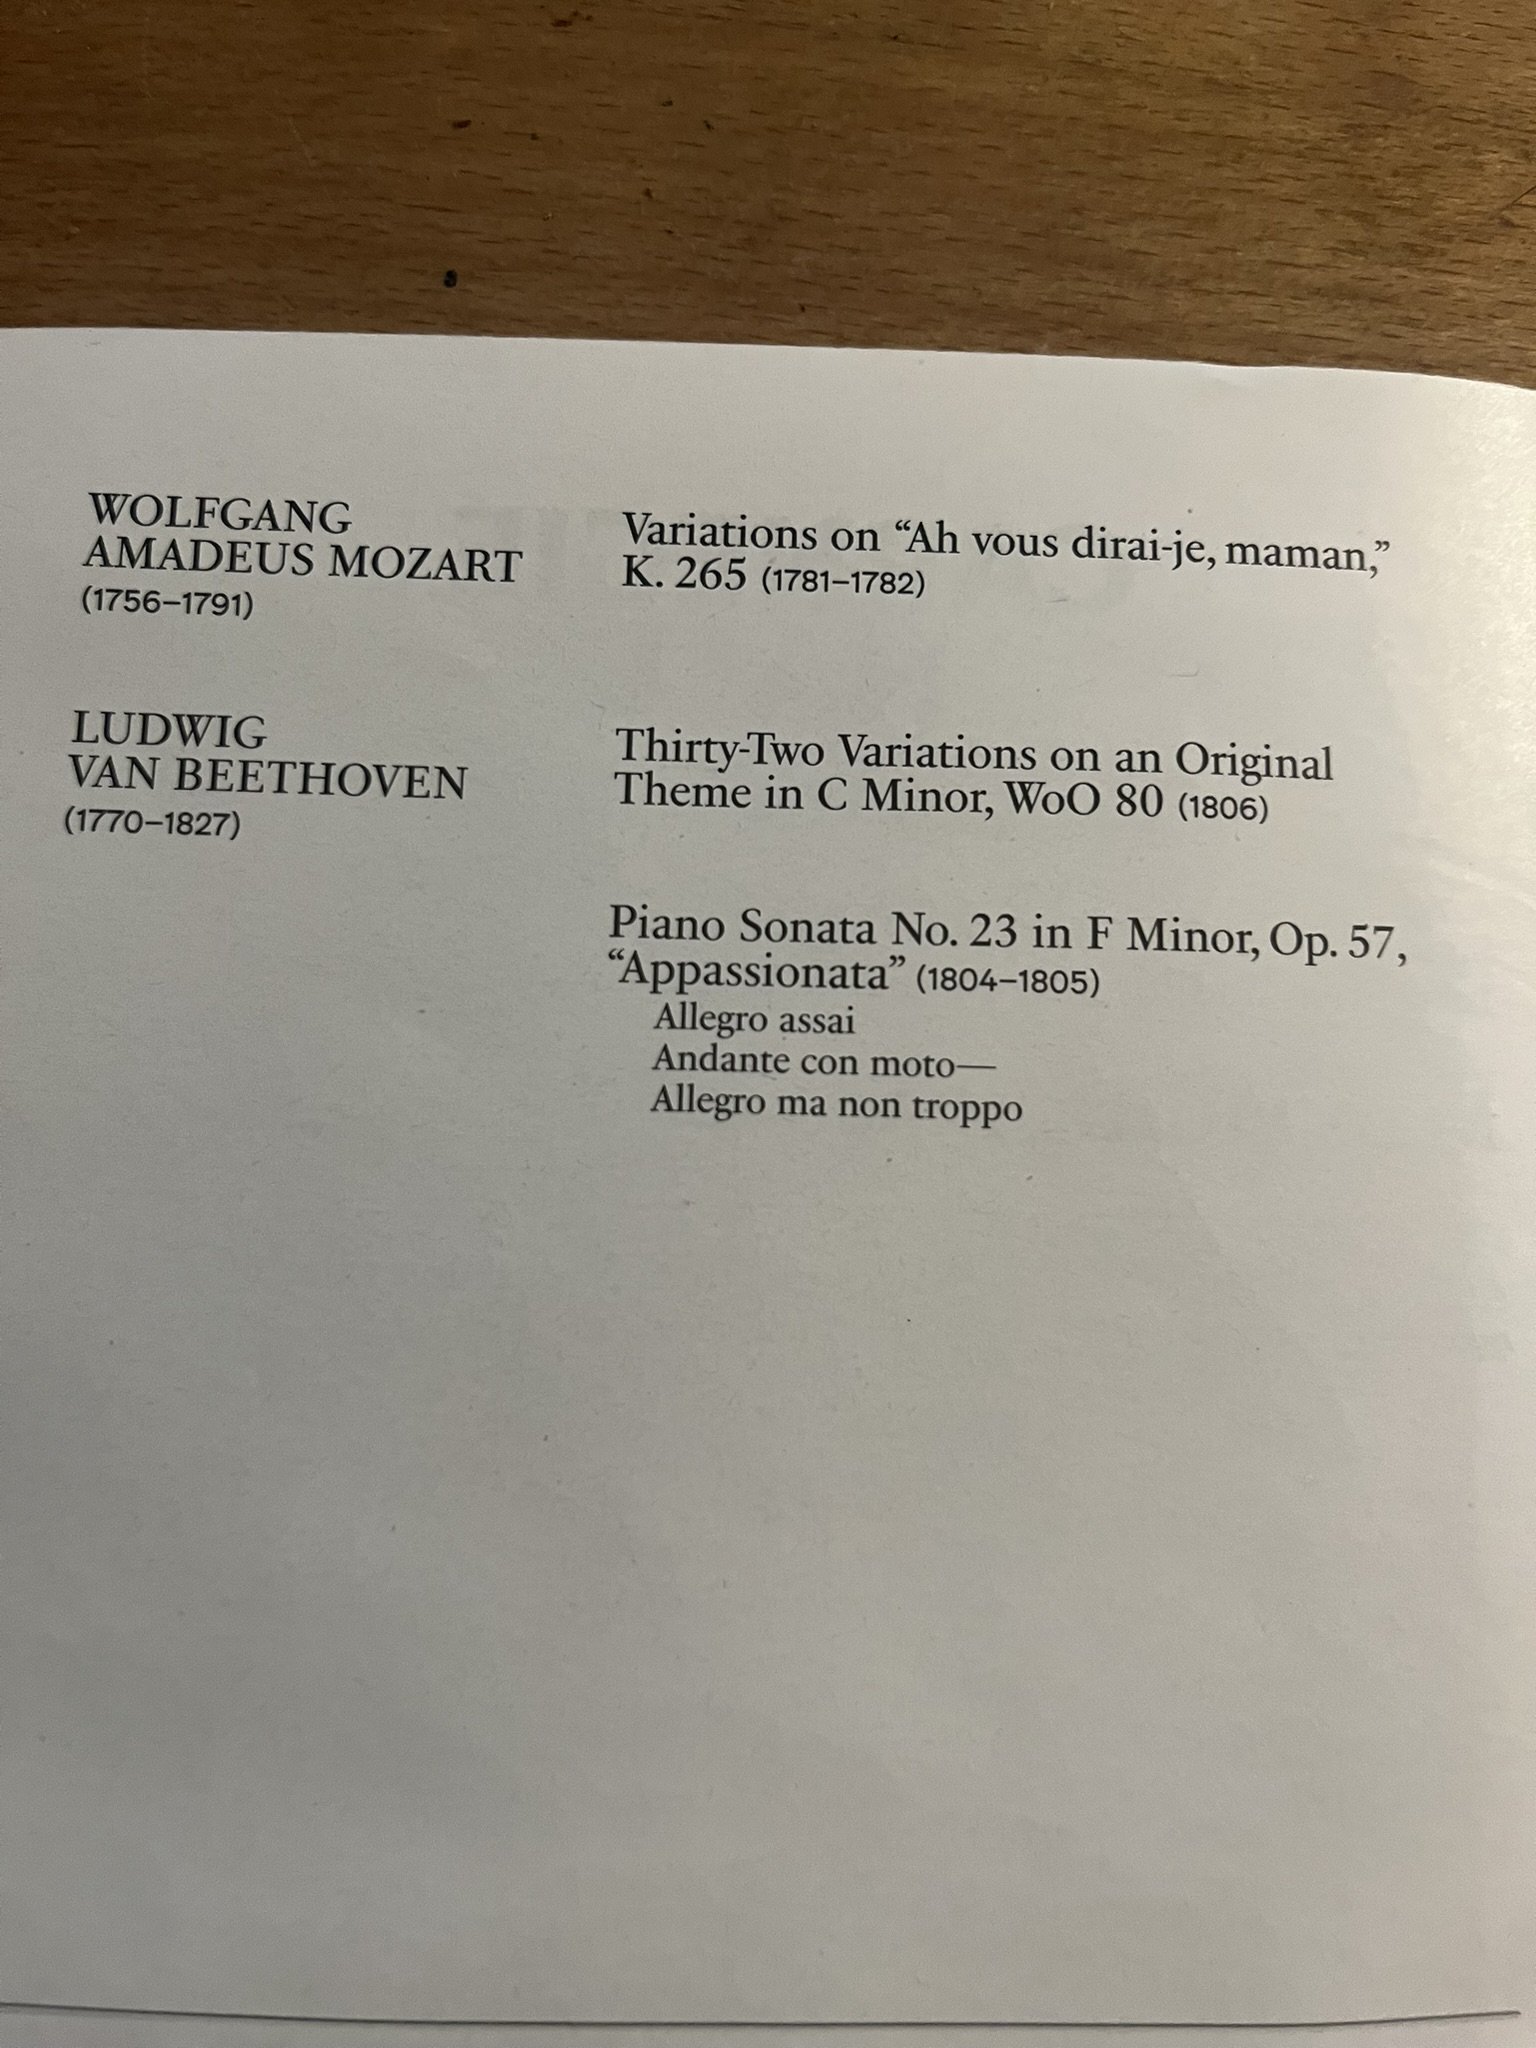 WOLFGANG
AMADEUS MOZART
(1756–1791)
Variations on “Ah vous dirai-je, maman,”
K. 265 (1781–1782)
LUDWIG
VAN BEETHOVEN
(1770–1827)
Thirty-Two Variations on an Original
Theme in C Minor, WoO 80 (1806)
Piano Sonata No. 23 in F Minor, Op. 57,
“Appassionata” (1804–1805)
Allegro assai
Andante con moto—
Allegro ma non troppo